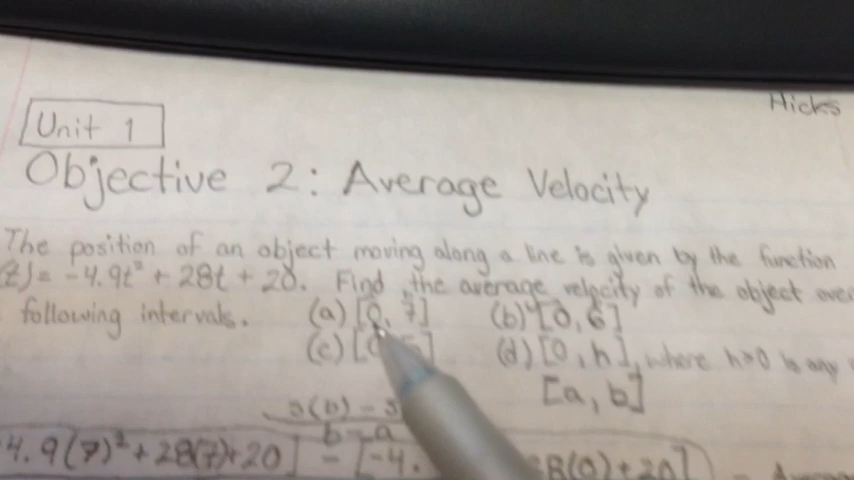 Hicks
Unit 1
Objective 2: Average Velocity
The position of an object moving along a line is given by the function
= -4.9t² + 28t + 20. Find the average velocity of the object over
following intervals. (a) [0, 7] (b) [0, 6]
(c) [0 (d) [0, h], where h>0 is any
[a, b]
s(b) - s
b - a
4.9(7)² + 28(7)+20] - [-4. 8(0)+20]